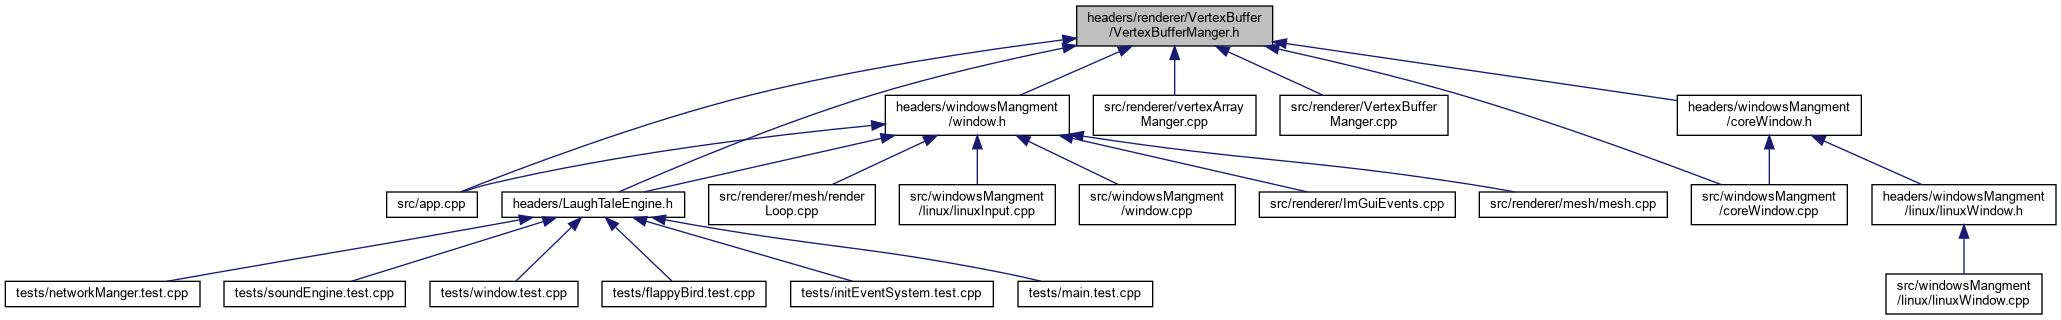 headers/renderer/VertexBuffer
/VertexBufferManger.h
headers/windowsMangment
/window.h
src/renderer/vertexArray
Manger.cpp
src/renderer/VertexBuffer
Manger.cpp
headers/windowsMangment
/coreWindow.h
src/app.cpp
headers/LaughTaleEngine.h
src/renderer/mesh/render
Loop.cpp
src/windowsMangment
/linux/linuxInput.cpp
src/windowsMangment
/window.cpp
src/renderer/ImGuiEvents.cpp
src/renderer/mesh/mesh.cpp
src/windowsMangment
/coreWindow.cpp
headers/windowsMangment
/linux/linuxWindow.h
tests/networkManger.test.cpp
tests/soundEngine.test.cpp
tests/window.test.cpp
tests/flappyBird.test.cpp
tests/initEventSystem.test.cpp
tests/main.test.cpp
src/windowsMangment
/linux/linuxWindow.cpp